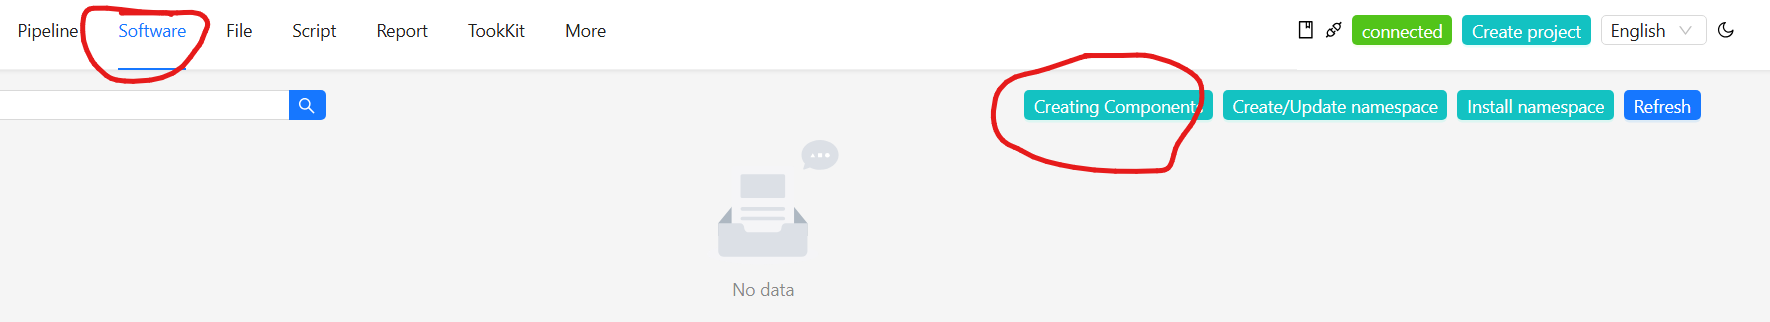 Pipeline Software File Script Report TookKit More connected Create project English
Creating Components Create/Update namespace Install namespace Refresh
No data